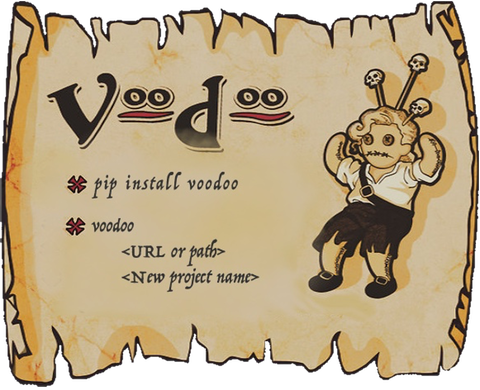 Voodoo
pip install voodoo
voodoo
<URL or path>
<New project name>